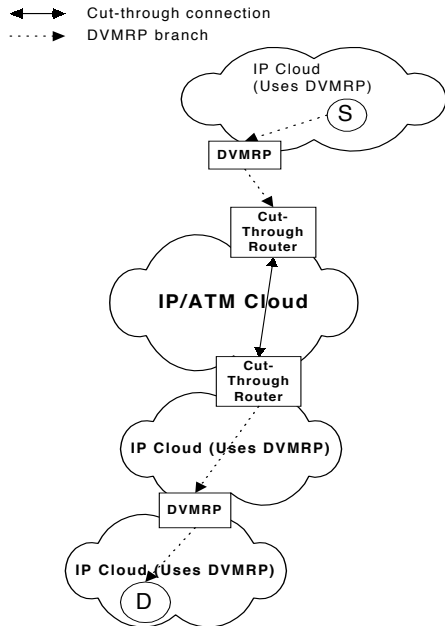 Cut-through connection
DVMRP branch
IP Cloud
(Uses DVMRP)
S
DVMRP
Cut-
Through
Router
IP/ATM Cloud
Cut-
Through
Router
IP Cloud (Uses DVMRP)
DVMRP
IP Cloud (Uses DVMRP)
D